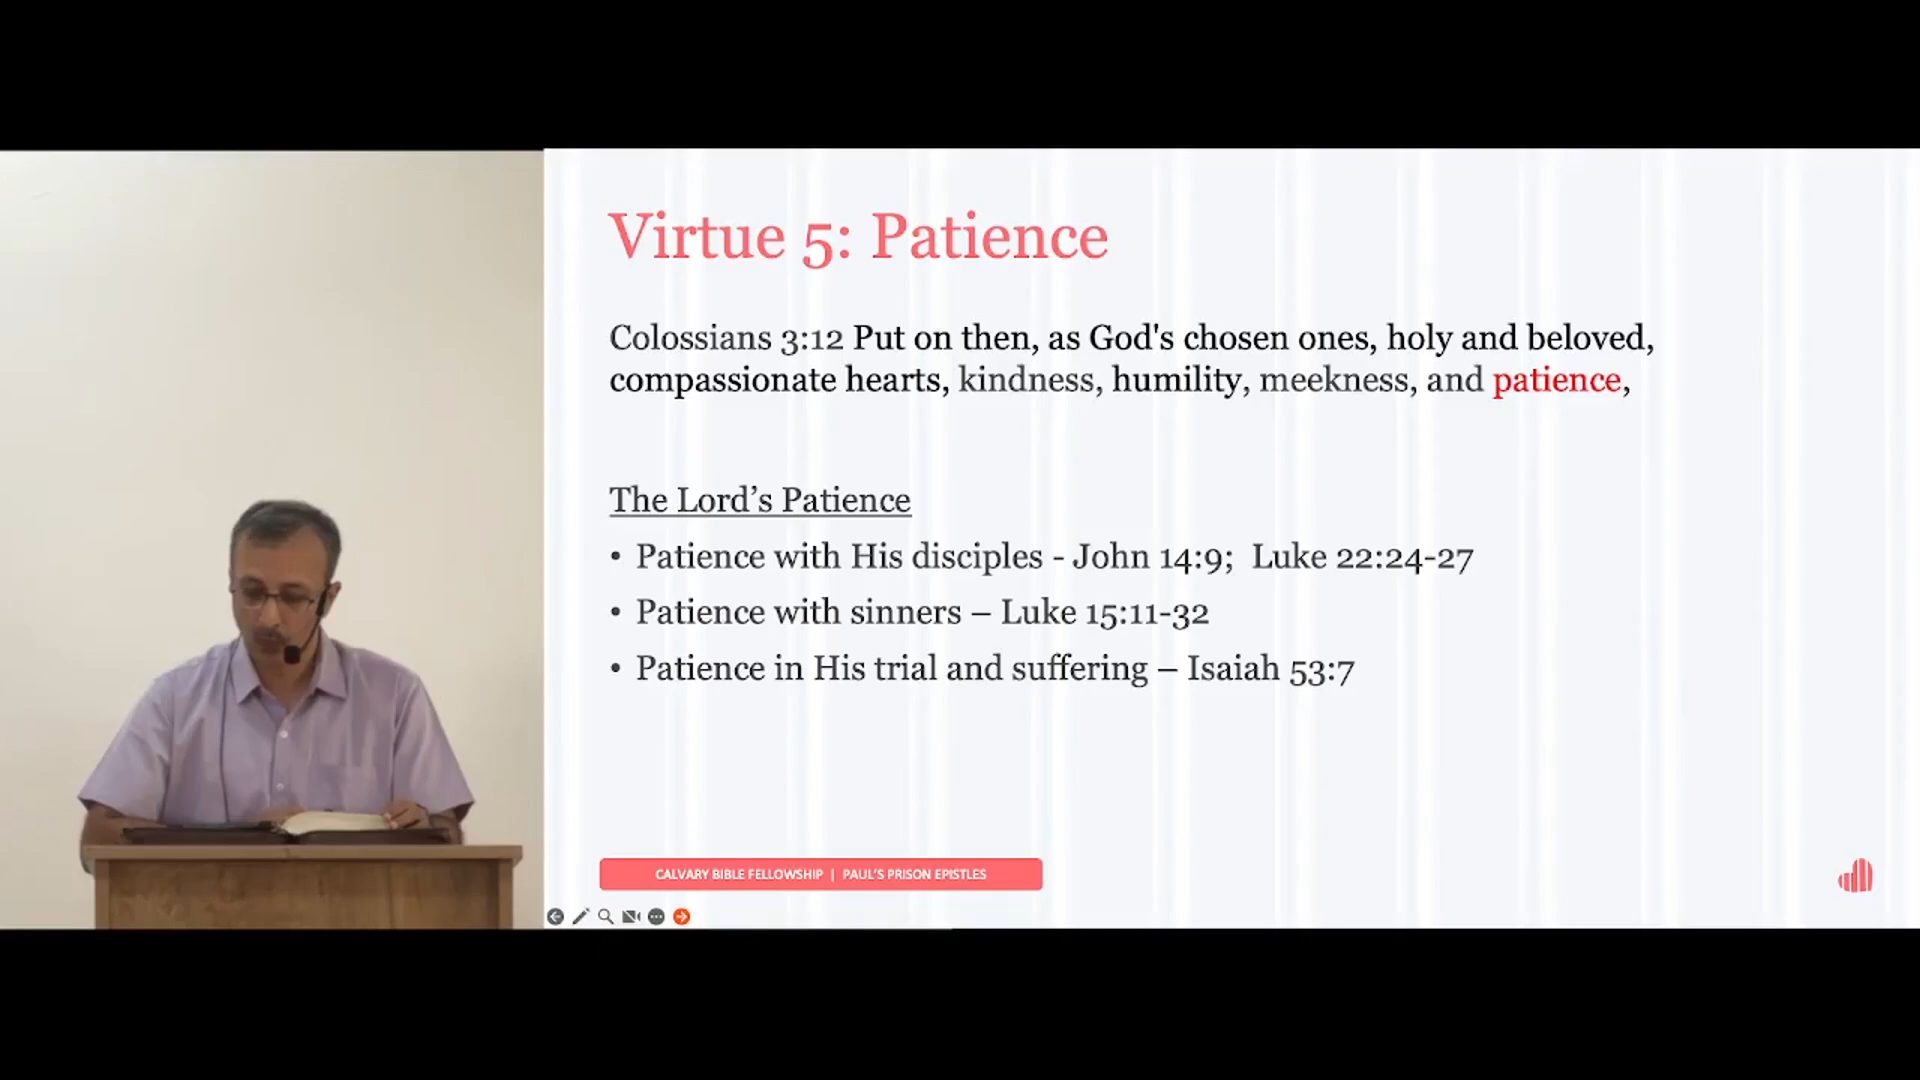 Virtue 5: Patience
Colossians 3:12 Put on then, as God's chosen ones, holy and beloved,
compassionate hearts, kindness, humility, meekness, and patience,
The Lord’s Patience
• Patience with His disciples - John 14:9;  Luke 22:24-27
• Patience with sinners – Luke 15:11-32
• Patience in His trial and suffering – Isaiah 53:7
CALVARY BIBLE FELLOWSHIP | PAUL'S PRISON EPISTLES